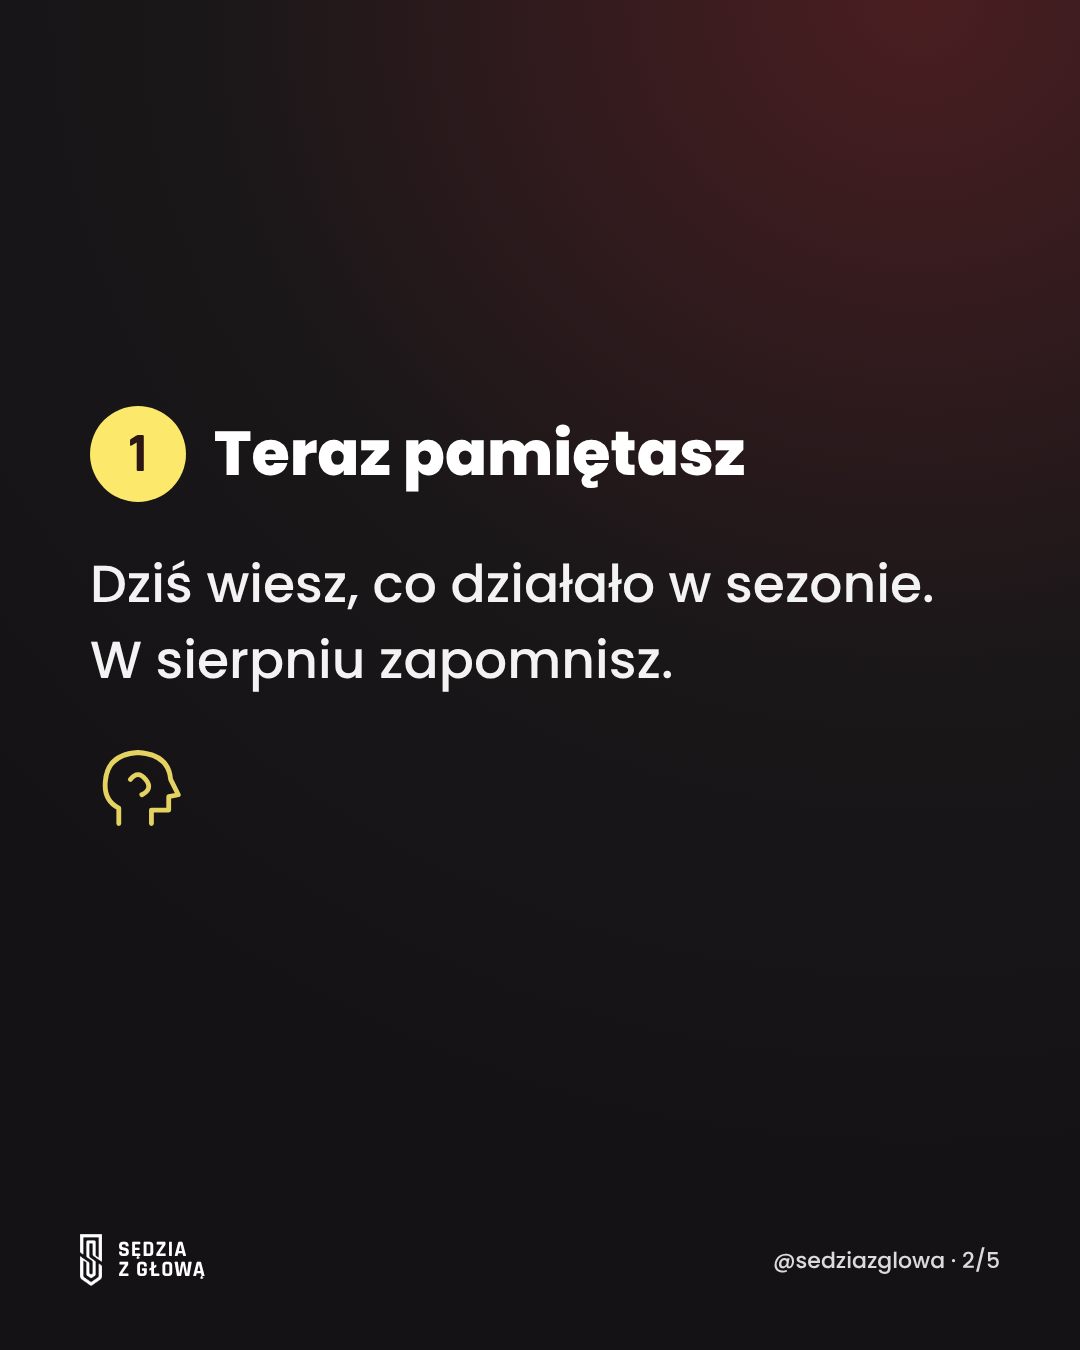 1 Teraz pamiętasz
Dziś wiesz, co działało w sezonie.
W sierpniu zapomnisz.
SĘDZIA
Z GŁOWĄ
@sedziazglowa · 2/5